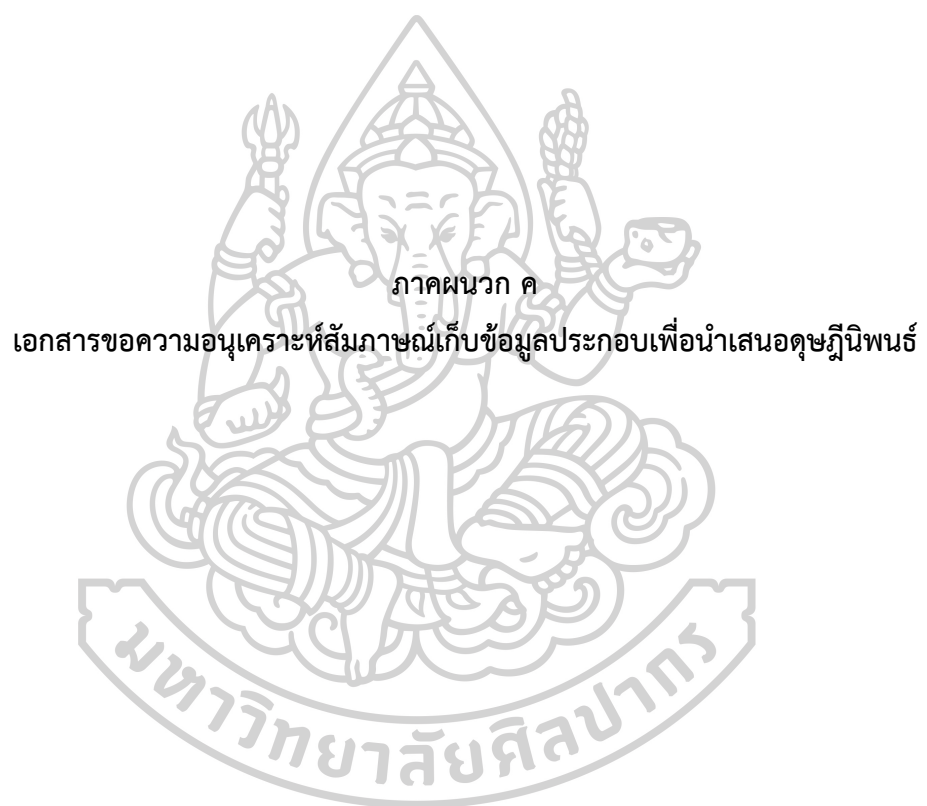 ภาคผนวก ค
เอกสารขอความอนุเคราะห์สัมภาษณ์เก็บข้อมูลประกอบเพื่อนำเสนอดุษฎีนิพนธ์
มหาวิทยาลัยศิลปากร